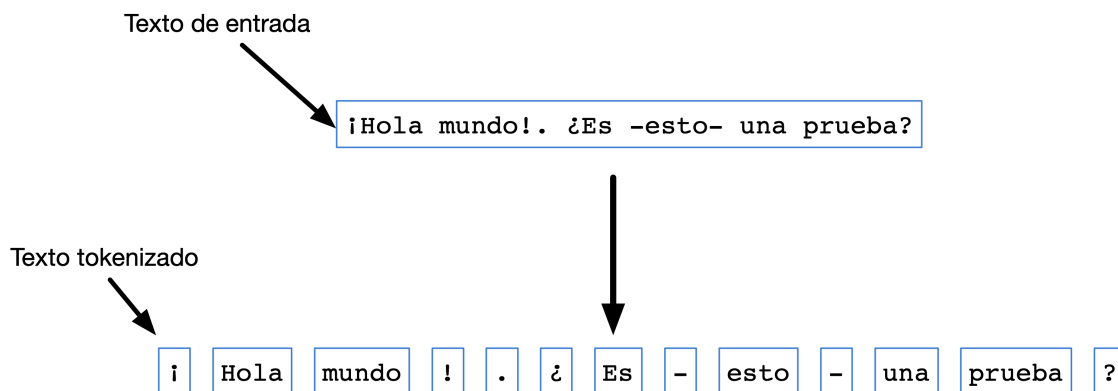 Texto de entrada
¡Hola mundo!. ¿Es -esto- una prueba?
Texto tokenizado
¡ Hola mundo ! . ¿ Es - esto - una prueba ?